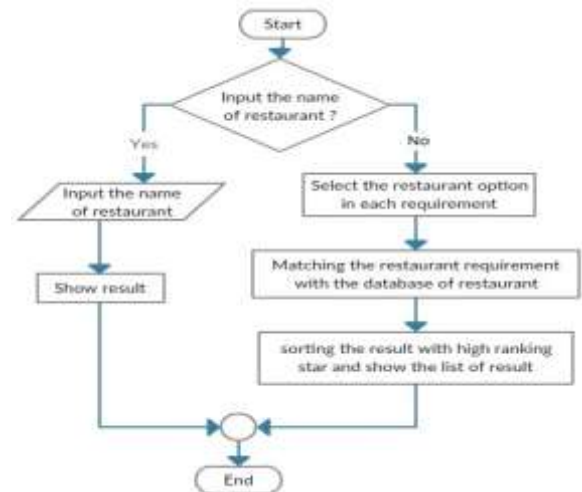 Start
Input the name
of restaurant ?
Yes
No
Input the name
of restaurant
Select the restaurant option
in each requirement
Show result
Matching the restaurant requirement
with the database of restaurant
sorting the result with high ranking
star and show the list of result
End